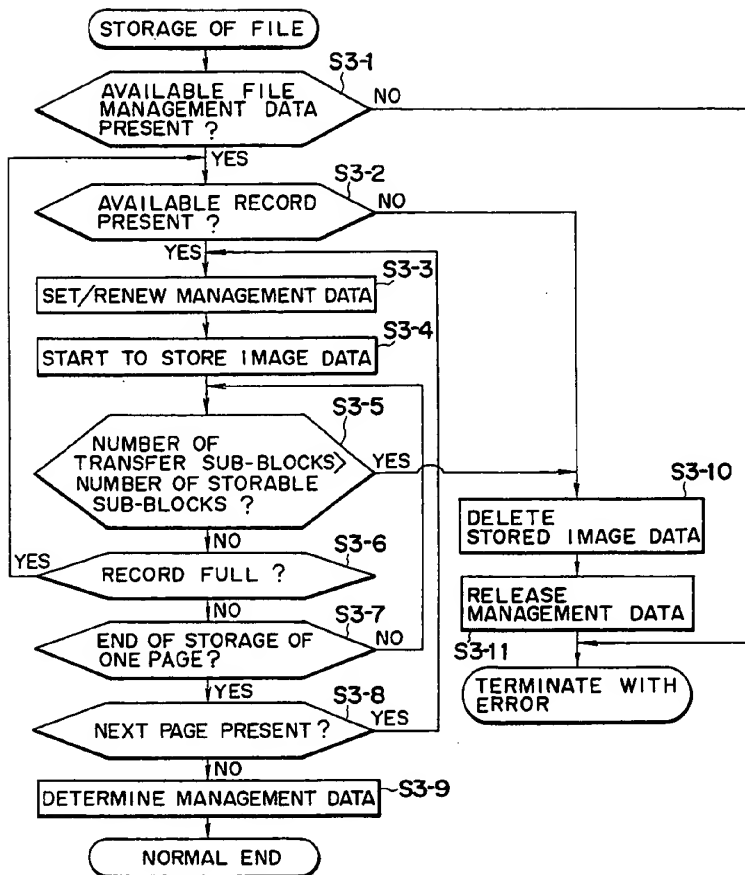 STORAGE OF FILE
S3-1
AVAILABLE FILE
MANAGEMENT DATA
PRESENT ?
NO
YES
S3-2
AVAILABLE RECORD
PRESENT ?
NO
YES
S3-3
SET/RENEW MANAGEMENT DATA
S3-4
START TO STORE IMAGE DATA
S3-5
NUMBER OF
TRANSFER SUB-BLOCKS>
NUMBER OF STORABLE
SUB-BLOCKS ?
YES
NO
S3-6
YES
RECORD FULL ?
NO
S3-7
END OF STORAGE OF
ONE PAGE?
NO
YES
S3-8
NEXT PAGE PRESENT ?
YES
NO
DETERMINE MANAGEMENT DATA
S3-9
NORMAL END
S3-10
DELETE
STORED IMAGE DATA
RELEASE
MANAGEMENT DATA
S3-11
TERMINATE WITH
ERROR